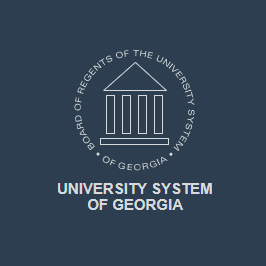 BOARD OF REGENTS OF THE UNIVERSITY SYSTEM
• OF GEORGIA •
UNIVERSITY SYSTEM
OF GEORGIA